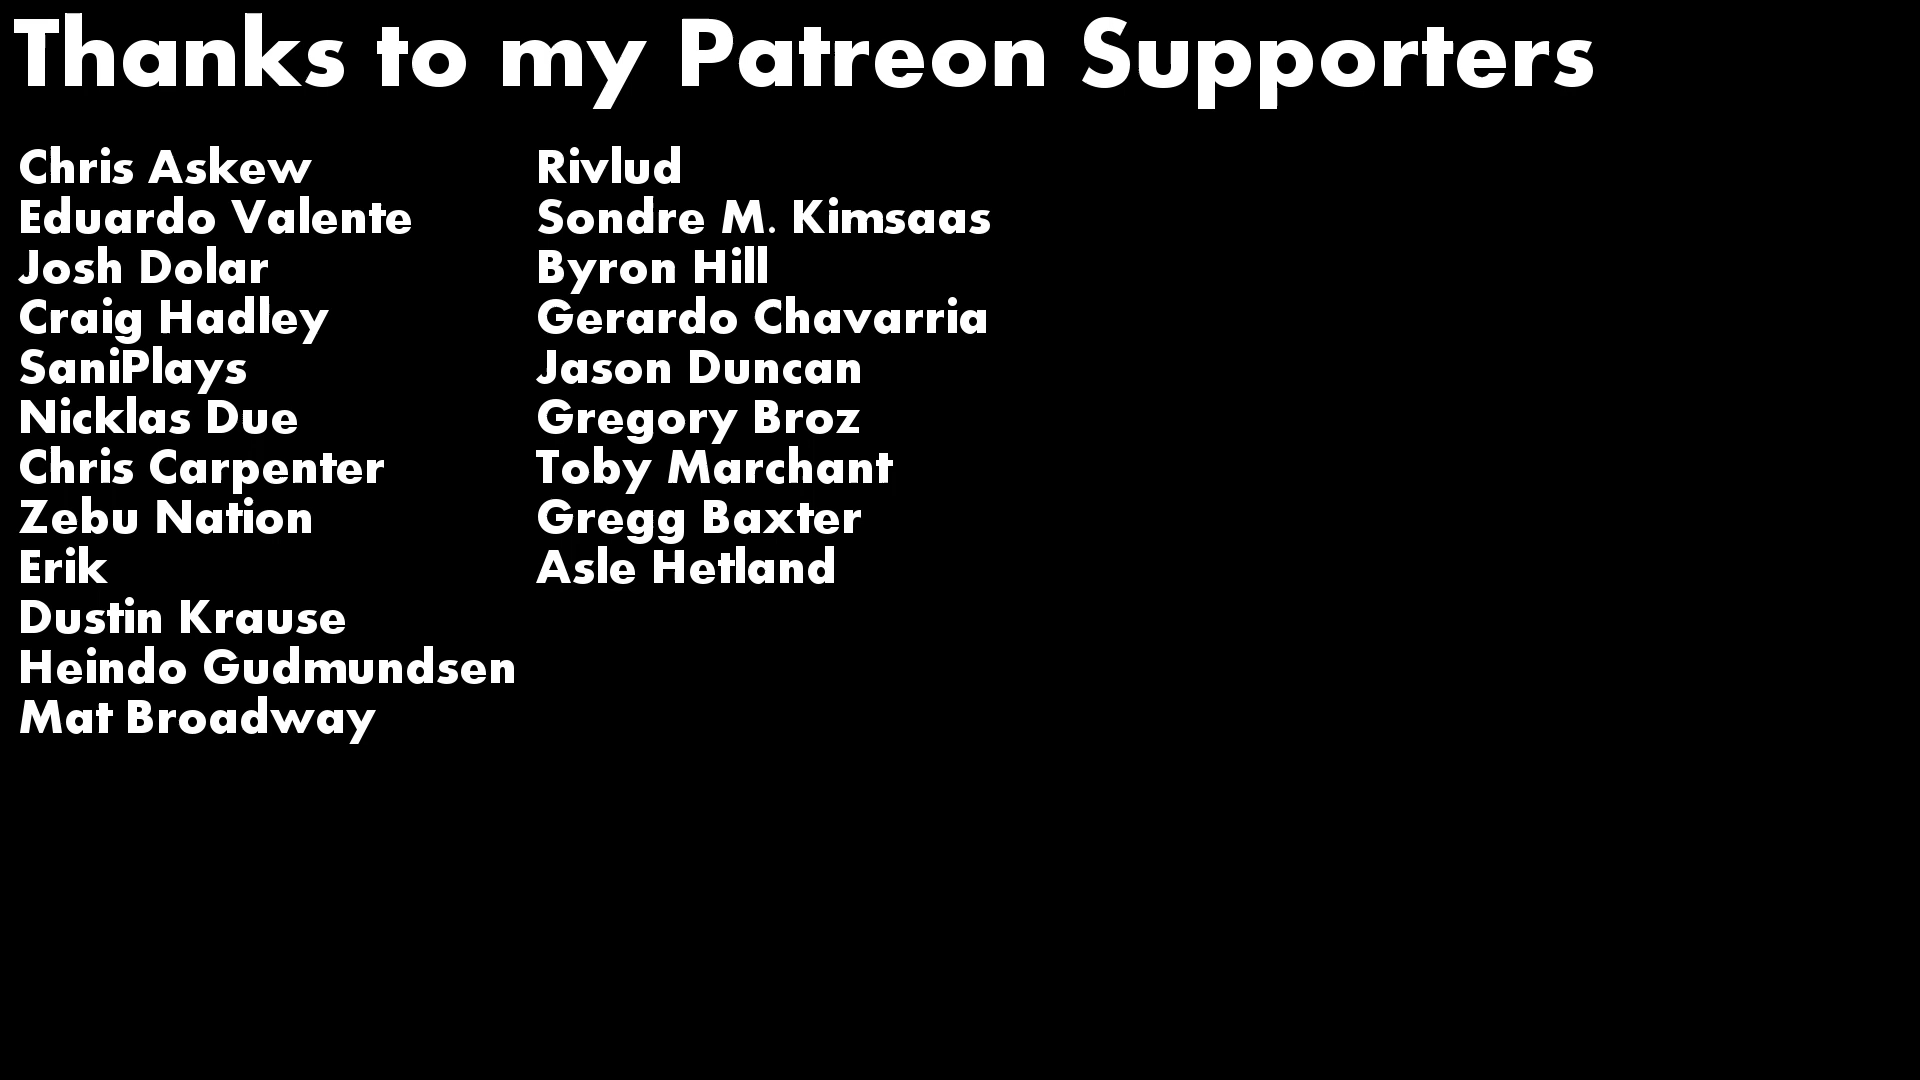 Thanks to my Patreon Supporters
Chris Askew
Eduardo Valente
Josh Dolar
Craig Hadley
SaniPlays
Nicklas Due
Chris Carpenter
Zebu Nation
Erik
Dustin Krause
Heindo Gudmundsen
Mat Broadway
Rivlud
Sondre M. Kimsaas
Byron Hill
Gerardo Chavarria
Jason Duncan
Gregory Broz
Toby Marchant
Gregg Baxter
Asle Hetland